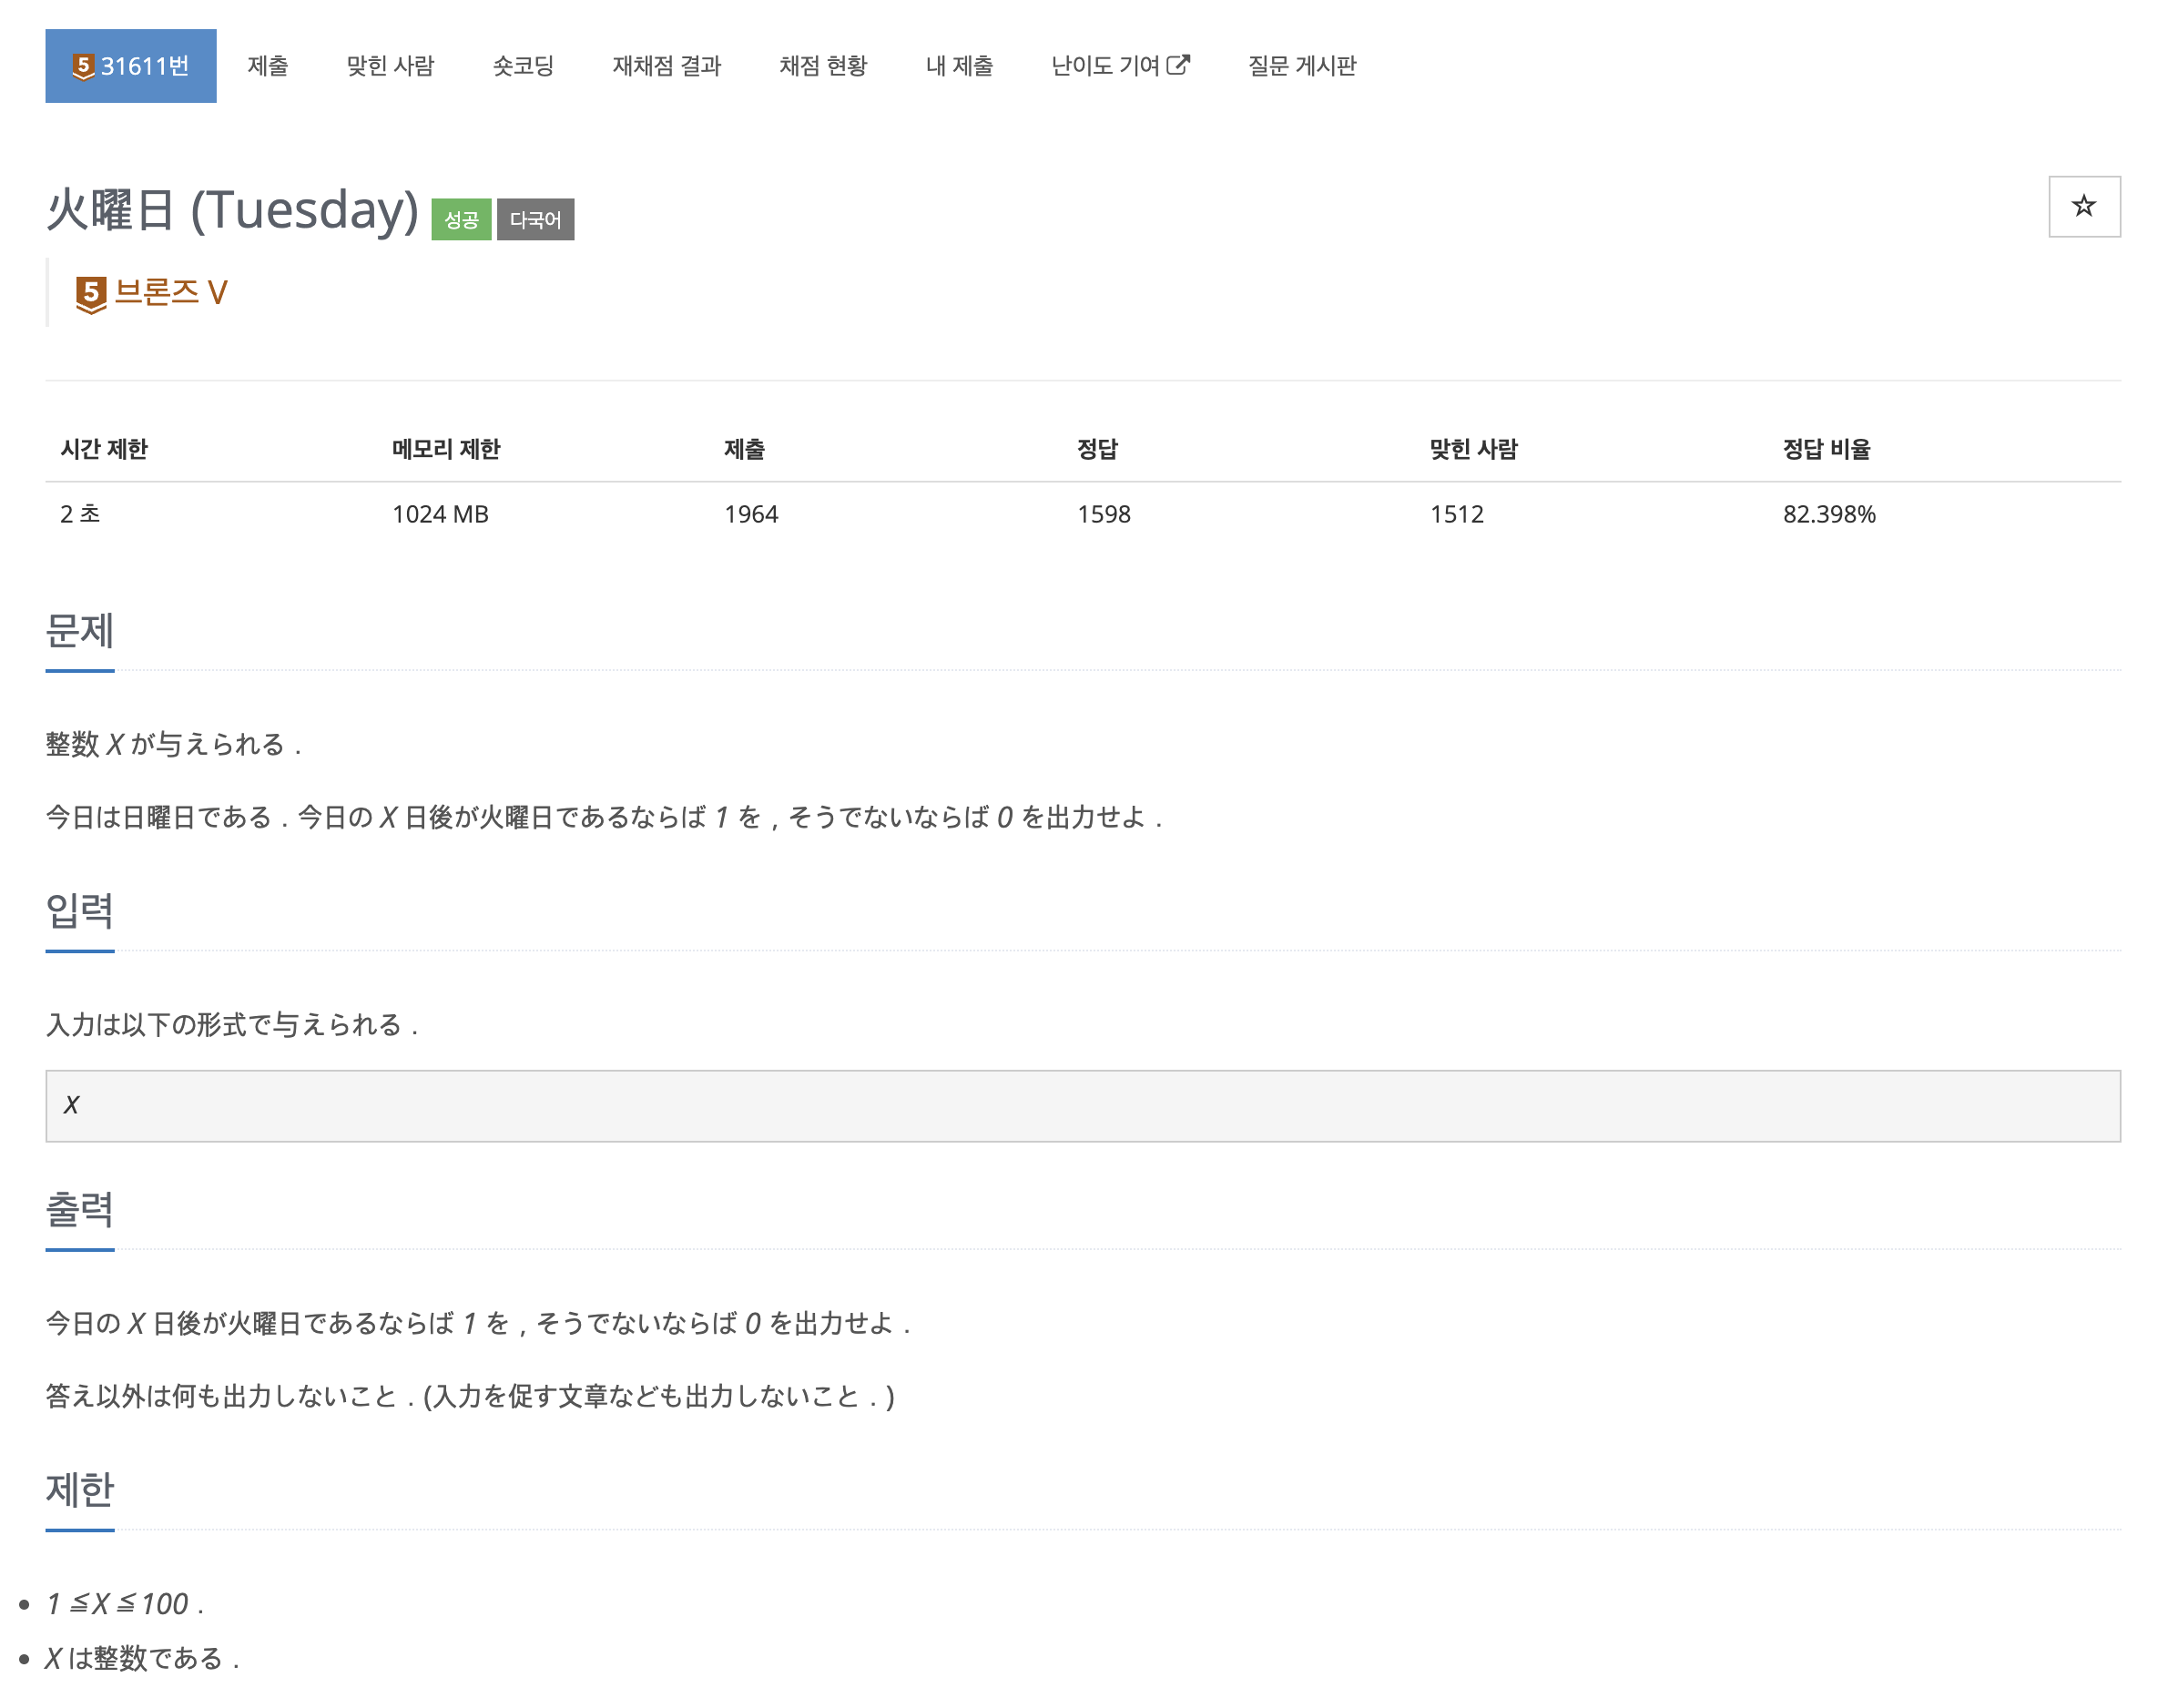 5 31611번 제출 맞힌 사람 숏코딩 재채점 결과 채점 현황 내 제출 난이도 기여 질문 게시판
火曜日 (Tuesday) 성공 다국어
5 브론즈 V
시간 제한 메모리 제한 제출 정답 맞힌 사람 정답 비율
2 초 1024 MB 1964 1598 1512 82.398%
문제
整数 X が与えられる．
今日は日曜日である．今日の X 日後が火曜日であるならば 1 を，そうでないならば 0 を出力せよ．
입력
入力は以下の形式で与えられる．
X
출력
今日の X 日後が火曜日であるならば 1 を，そうでないならば 0 を出力せよ．
答え以外は何も出力しないこと．(入力を促す文章なども出力しないこと．)
제한
• 1 ≦ X ≦ 100．
• X は整数である．